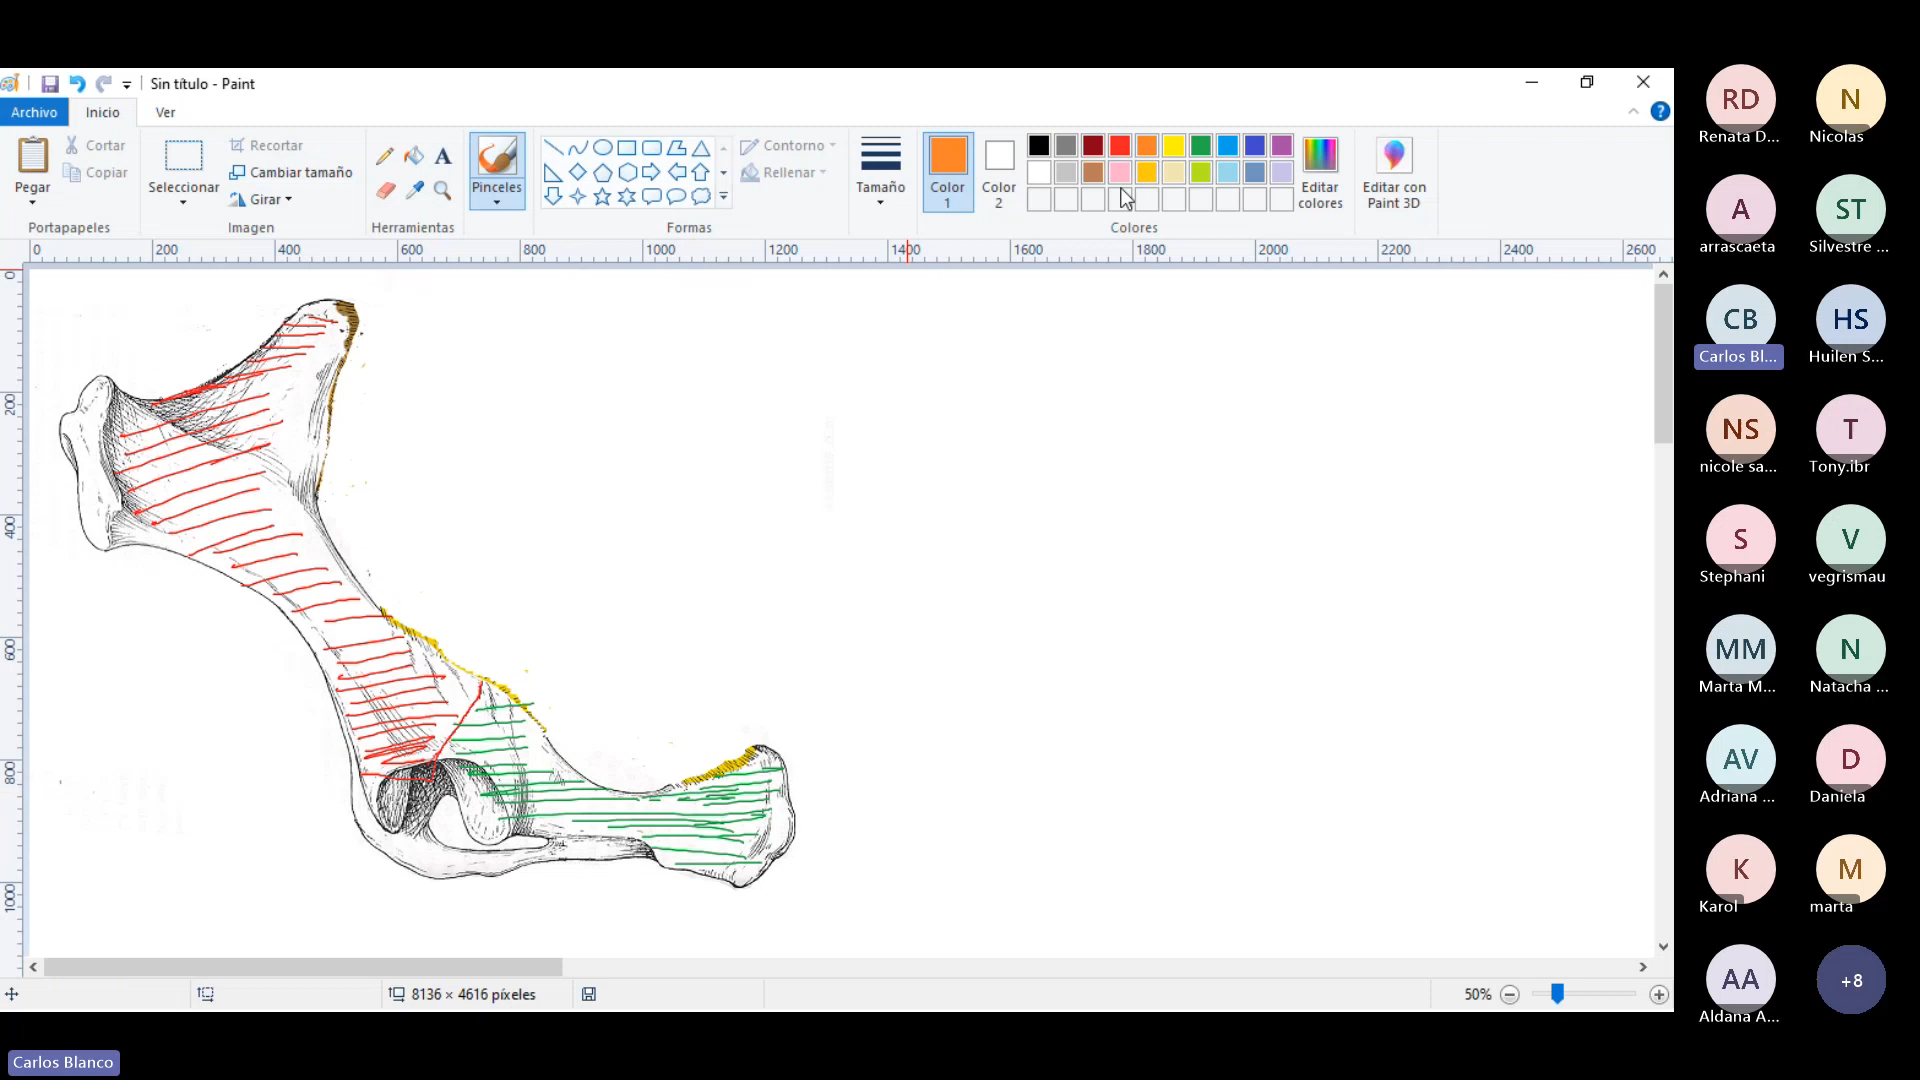 Sin título - Paint
Archivo
Inicio
Ver
Pegar
Cortar
Copiar
Portapapeles
Seleccionar
Recortar
Cambiar tamaño
Girar
Imagen
A
Herramientas
Pinceles
Contorno
Rellenar
Formas
Tamaño
Color
1
Color
2
Editar
colores
Colores
Editar con
Paint 3D
?
0 200 400 600 800 1000 1200 1400 1600 1800 2000 2200 2400 2600
0
200
400
600
800
1000
8136 × 4616 píxeles
50%
Carlos Blanco
RD
Renata D...
N
Nicolas
A
arrascaeta
ST
Silvestre ...
CB
Carlos Bl...
HS
Huilen S...
NS
nicole sa...
T
Tony.ibr
S
Stephani
V
vegrismau
MM
Marta M...
N
Natacha ...
AV
Adriana ...
D
Daniela
K
Karol
M
marta
AA
Aldana A...
+8